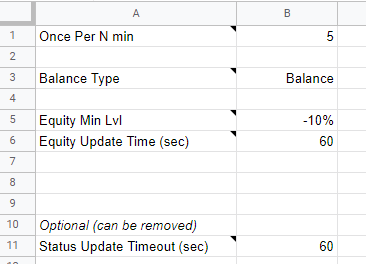 A B
1 Once Per N min 5
2
3 Balance Type Balance
4
5 Equity Min Lvl -10%
6 Equity Update Time (sec) 60
7
8
9
10 Optional (can be removed)
11 Status Update Timeout (sec) 60